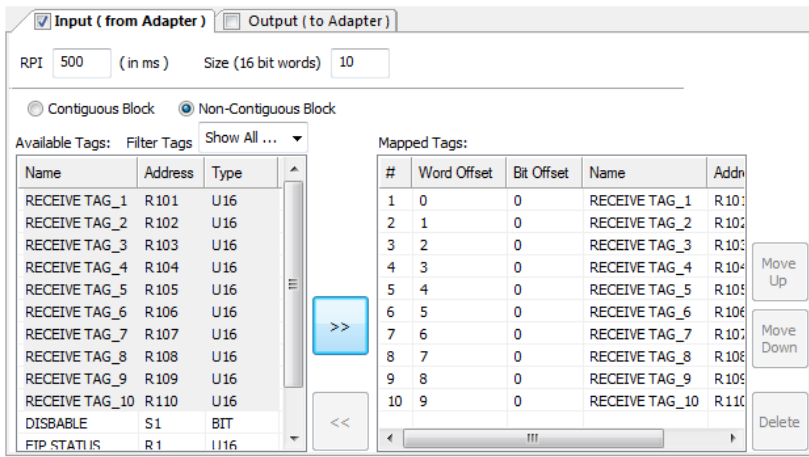 Input ( from Adapter ) Output ( to Adapter )
RPI 500 ( in ms ) Size (16 bit words) 10
Contiguous Block Non-Contiguous Block
Available Tags: Filter Tags Show All ... Mapped Tags:
Name Address Type # Word Offset Bit Offset Name
RECEIVE TAG_1 R101 U16 1 0 0 RECEIVE TAG_1
RECEIVE TAG_2 R102 U16 2 1 0 RECEIVE TAG_2
RECEIVE TAG_3 R103 U16 3 2 0 RECEIVE TAG_3
RECEIVE TAG_4 R104 U16 4 3 0 RECEIVE TAG_4 Move
RECEIVE TAG_5 R105 U16 5 4 0 RECEIVE TAG_5 Up
RECEIVE TAG_6 R106 U16 6 5 0 RECEIVE TAG_6
RECEIVE TAG_7 R107 U16 >> 7 6 0 RECEIVE TAG_7 Move
RECEIVE TAG_8 R108 U16 8 7 0 RECEIVE TAG_8 Down
RECEIVE TAG_9 R109 U16 9 8 0 RECEIVE TAG_9
RECEIVE TAG_10 R110 U16 10 9 0 RECEIVE TAG_10
DISBABLE S1 BIT << Delete
EIP STATUS R1 U16